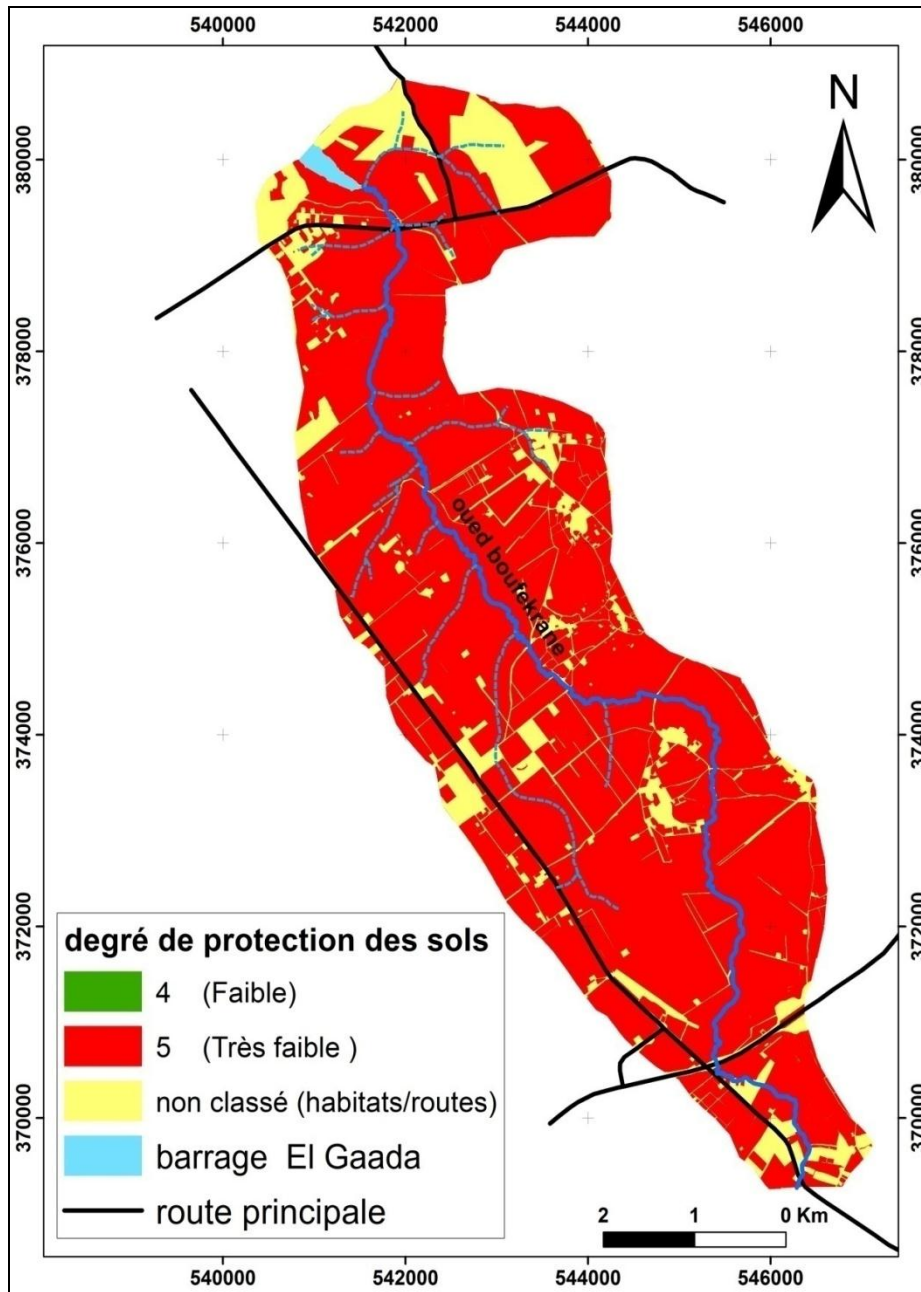 540000 542000 544000 546000
N
380000 380000
378000 378000
376000 376000
oued boufekrane
374000 374000
372000 372000
370000 370000
degré de protection des sols
4 (Faible)
5 (Très faible )
non classé (habitats/routes)
barrage El Gaada
route principale
2 1 0 Km
540000 542000 544000 546000